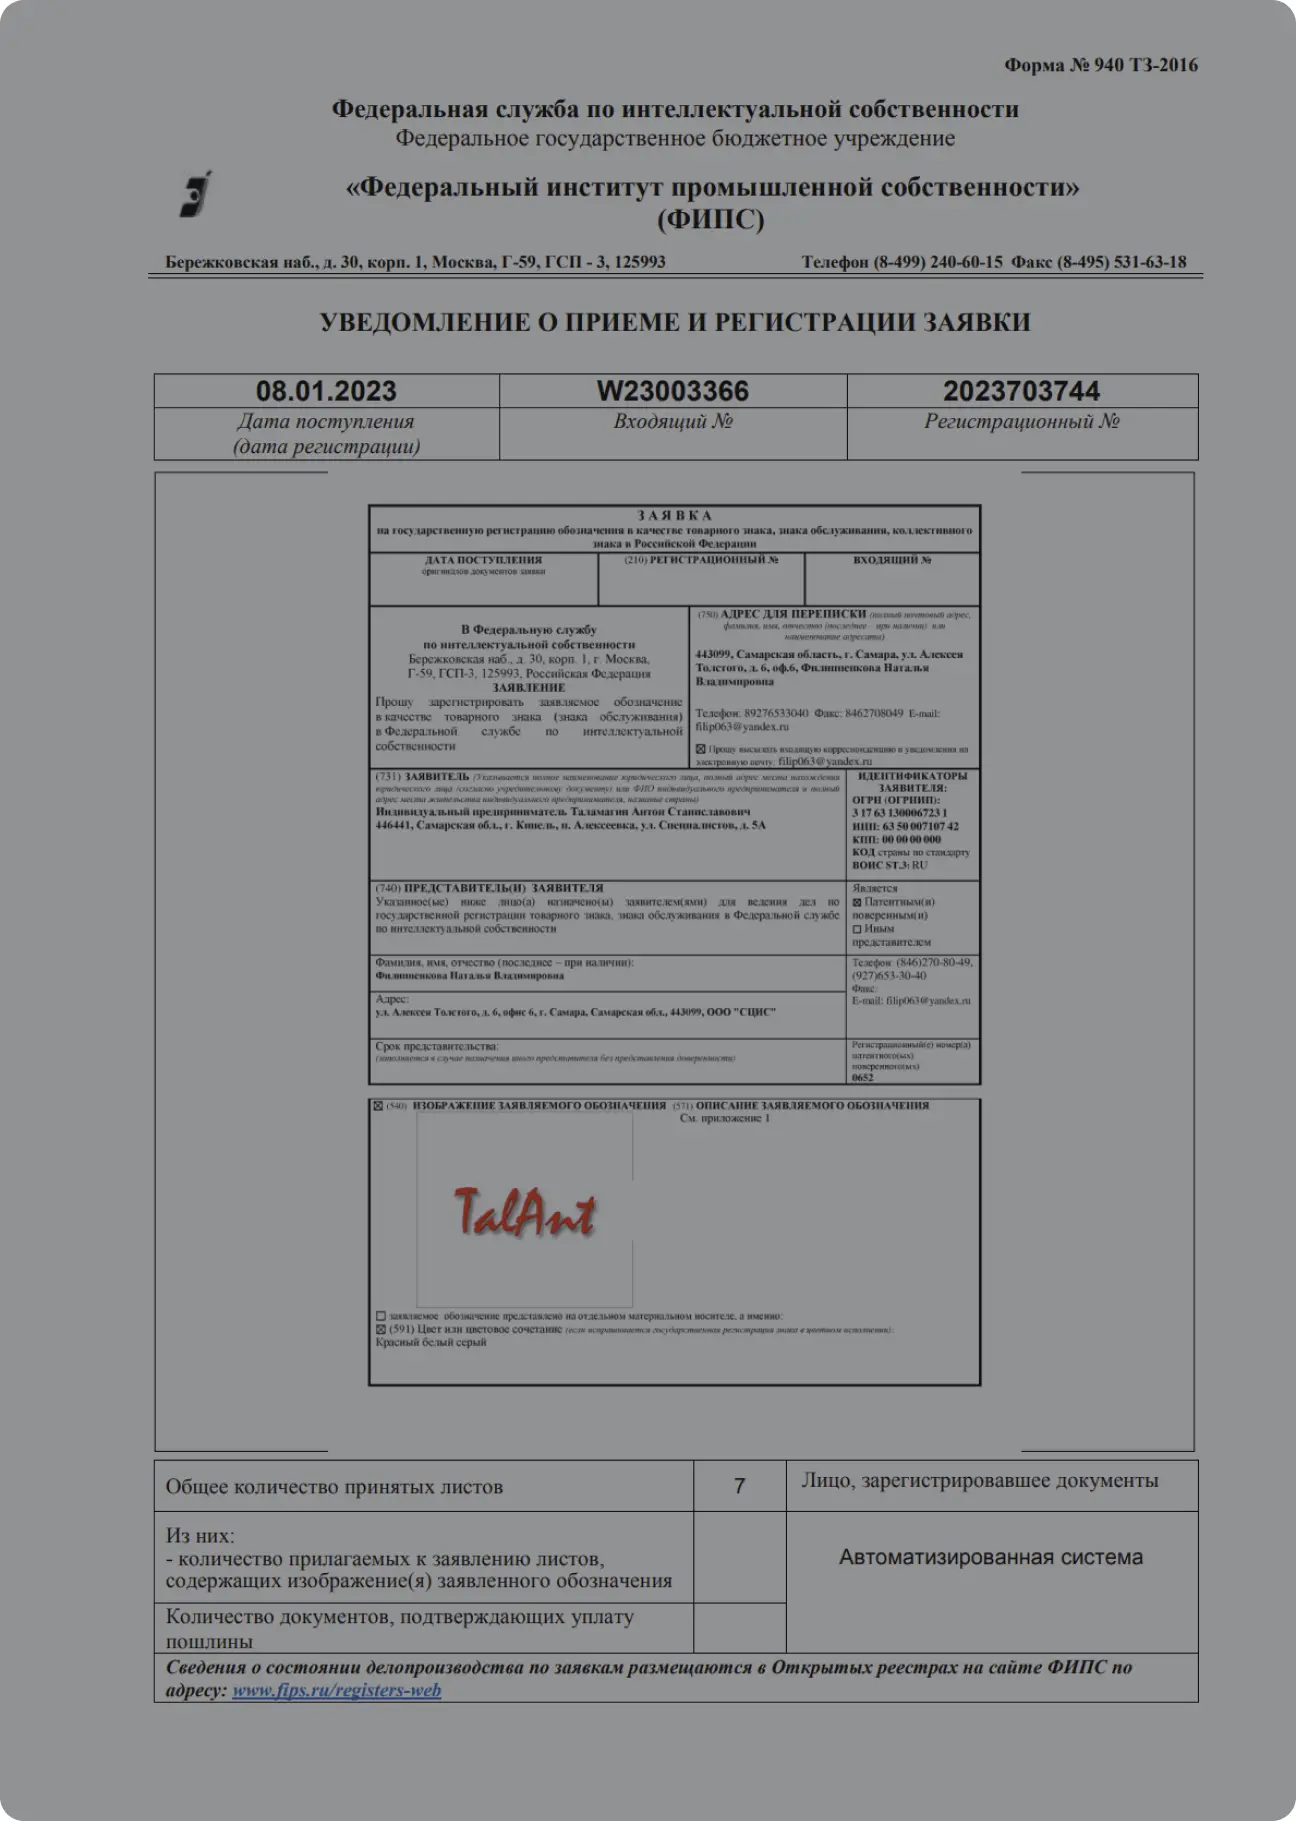 Форма № 940 ТЗ-2016
Федеральная служба по интеллектуальной собственности
Федеральное государственное бюджетное учреждение
«Федеральный институт промышленной собственности»
(ФИПС)
Бережковская наб., д. 30, корп. 1, Москва, Г-59, ГСП - 3, 125993 Телефон (8-499) 240-60-15 Факс (8-495) 531-63-18
УВЕДОМЛЕНИЕ О ПРИЕМЕ И РЕГИСТРАЦИИ ЗАЯВКИ
08.01.2023 W23003366 2023703744
Дата поступления Входящий № Регистрационный №
(дата регистрации)
ЗАЯВКА
на государственную регистрацию обозначения в качестве товарного знака, знака обслуживания, коллективного
знака в Российской Федерации
ДАТА ПОСТУПЛЕНИЯ (210) РЕГИСТРАЦИОННЫЙ № ВХОДЯЩИЙ №
оригиналов документов заявки
В Федеральную службу
по интеллектуальной собственности
Бережковская наб., д. 30, корп. 1, г. Москва,
Г-59, ГСП-3, 125993, Российская Федерация
ЗАЯВЛЕНИЕ
Прошу зарегистрировать заявляемое обозначение
в качестве товарного знака (знака обслуживания)
в Федеральной службе по интеллектуальной
собственности
(750) АДРЕС ДЛЯ ПЕРЕПИСКИ (полный почтовый адрес,
фамилия, имя, отчество (последнее – при наличии) или
наименование адресата)
443099, Самарская область, г. Самара, ул. Алексея
Толстого, д. 6, оф.6, Филиппенкова Наталья
Владимировна
Телефон: 89276533040 Факс: 8462708049 E-mail:
filip063@yandex.ru
Прошу высылать входящую корреспонденцию и уведомления на
электронную почту: filip063@yandex.ru
(731) ЗАЯВИТЕЛЬ (Указывается полное наименование юридического лица, полный адрес места нахождения
юридического лица (согласно учредительному документу) или ФИО индивидуального предпринимателя и полный
адрес места жительства индивидуального предпринимателя, название страны)
Индивидуальный предприниматель Таламагин Антон Станиславович
446441, Самарская обл., г. Кинель, п. Алексеевка, ул. Специалистов, д. 5А
ИДЕНТИФИКАТОРЫ
ЗАЯВИТЕЛЯ:
ОГРН (ОГРНИП):
3 17 63 130006723 1
ИНН: 63 50 007107 42
КПП: 00 00 00 000
КОД страны по стандарту
ВОИС ST.3: RU
(740) ПРЕДСТАВИТЕЛЬ(И) ЗАЯВИТЕЛЯ
Указанное(ые) ниже лицо(а) назначено(ы) заявителем(ями) для ведения дел по
государственной регистрации товарного знака, знака обслуживания в Федеральной службе
по интеллектуальной собственности
Является
Патентным(и)
поверенным(и)
Иным
представителем
Фамилия, имя, отчество (последнее – при наличии):
Филиппенкова Наталья Владимировна
Адрес:
ул. Алексея Толстого, д. 6, офис 6, г. Самара, Самарская обл., 443099, ООО "СЦИС"
Телефон: (846)270-80-49,
(927)653-30-40
Факс:
E-mail: filip063@yandex.ru
Срок представительства:
(заполняется в случае назначения иного представителя без представления доверенности)
Регистрационный(е) номер(а)
патентного(ых)
поверенного(ых)
0652
(540) ИЗОБРАЖЕНИЕ ЗАЯВЛЯЕМОГО ОБОЗНАЧЕНИЯ (571) ОПИСАНИЕ ЗАЯВЛЯЕМОГО ОБОЗНАЧЕНИЯ
См. приложение 1
TalAnt
заявляемое обозначение представлено на отдельном материальном носителе, а именно:
(591) Цвет или цветовое сочетание (если испрашивается государственная регистрация знака в цветном исполнении):
Красный белый серый
Общее количество принятых листов 7 Лицо, зарегистрировавшее документы
Из них:
- количество прилагаемых к заявлению листов,
содержащих изображение(я) заявленного обозначения
Автоматизированная система
Количество документов, подтверждающих уплату
пошлины
Сведения о состоянии делопроизводства по заявкам размещаются в Открытых реестрах на сайте ФИПС по
адресу: www.fips.ru/registers-web